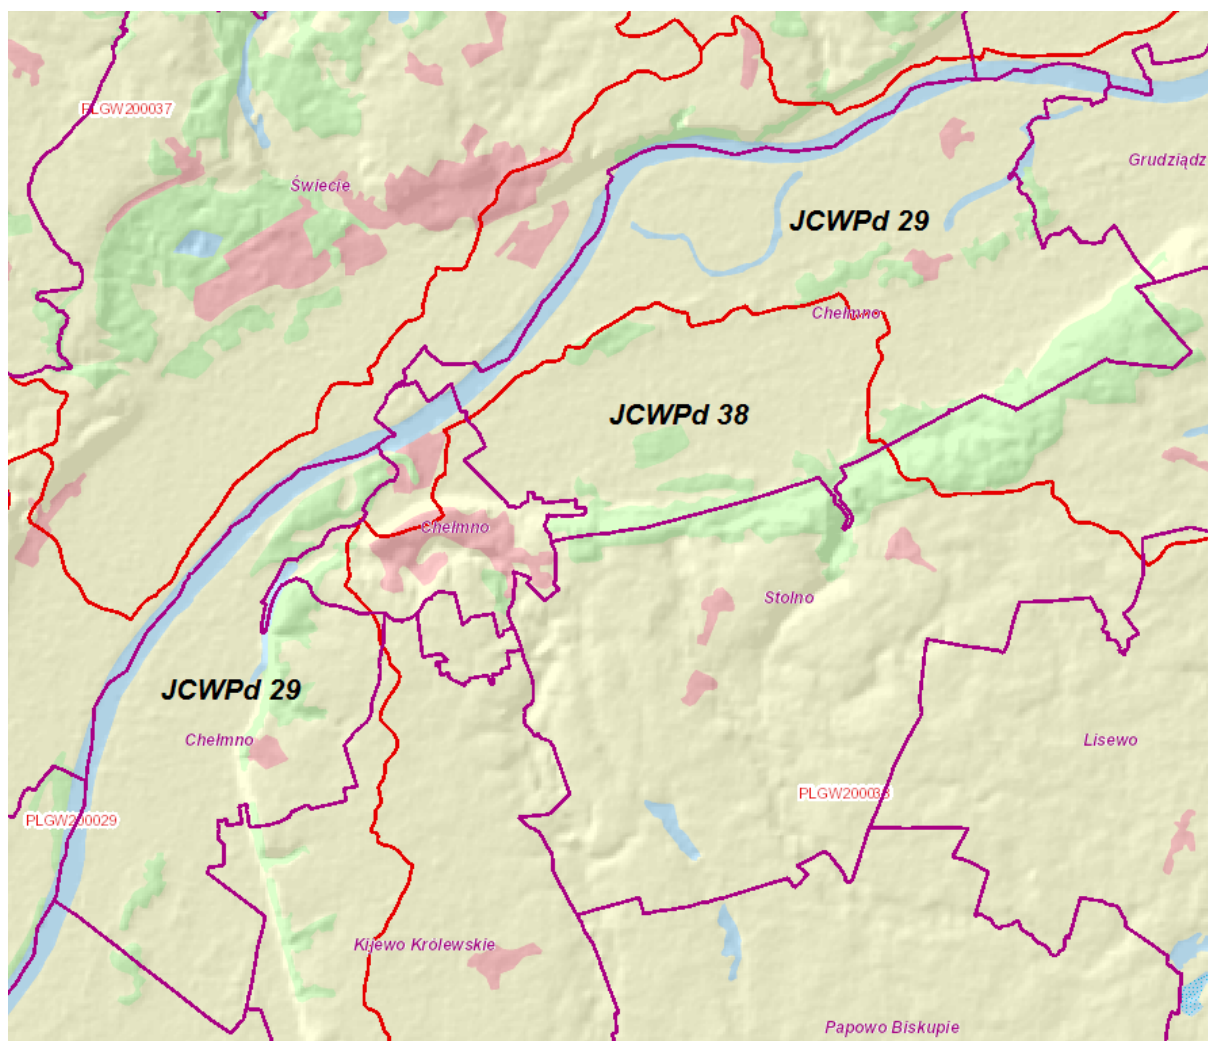 PLGW200037
Grudziądz
Świecie
JCWPd 29
Chełmno
JCWPd 38
Chełmno
Stolno
JCWPd 29
Chełmno
Lisewo
PLGW200038
PLGW200029
Kijewo Królewskie
Papowo Biskupie